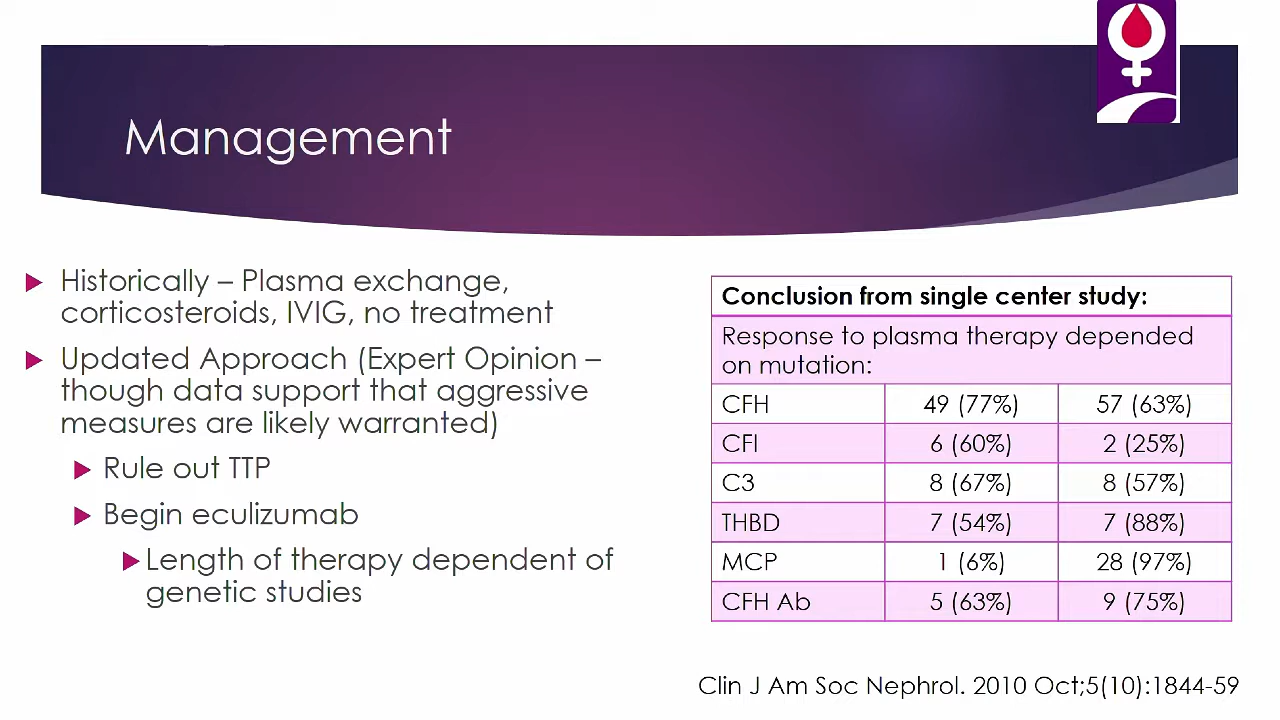 Management
Historically – Plasma exchange,
corticosteroids, IVIG, no treatment
Updated Approach (Expert Opinion –
though data support that aggressive
measures are likely warranted)
Rule out TTP
Begin eculizumab
Length of therapy dependent of
genetic studies
Conclusion from single center study:
Response to plasma therapy depended
on mutation:
CFH 49 (77%) 57 (63%)
CFI 6 (60%) 2 (25%)
C3 8 (67%) 8 (57%)
THBD 7 (54%) 7 (88%)
MCP 1 (6%) 28 (97%)
CFH Ab 5 (63%) 9 (75%)
Clin J Am Soc Nephrol. 2010 Oct;5(10):1844-59